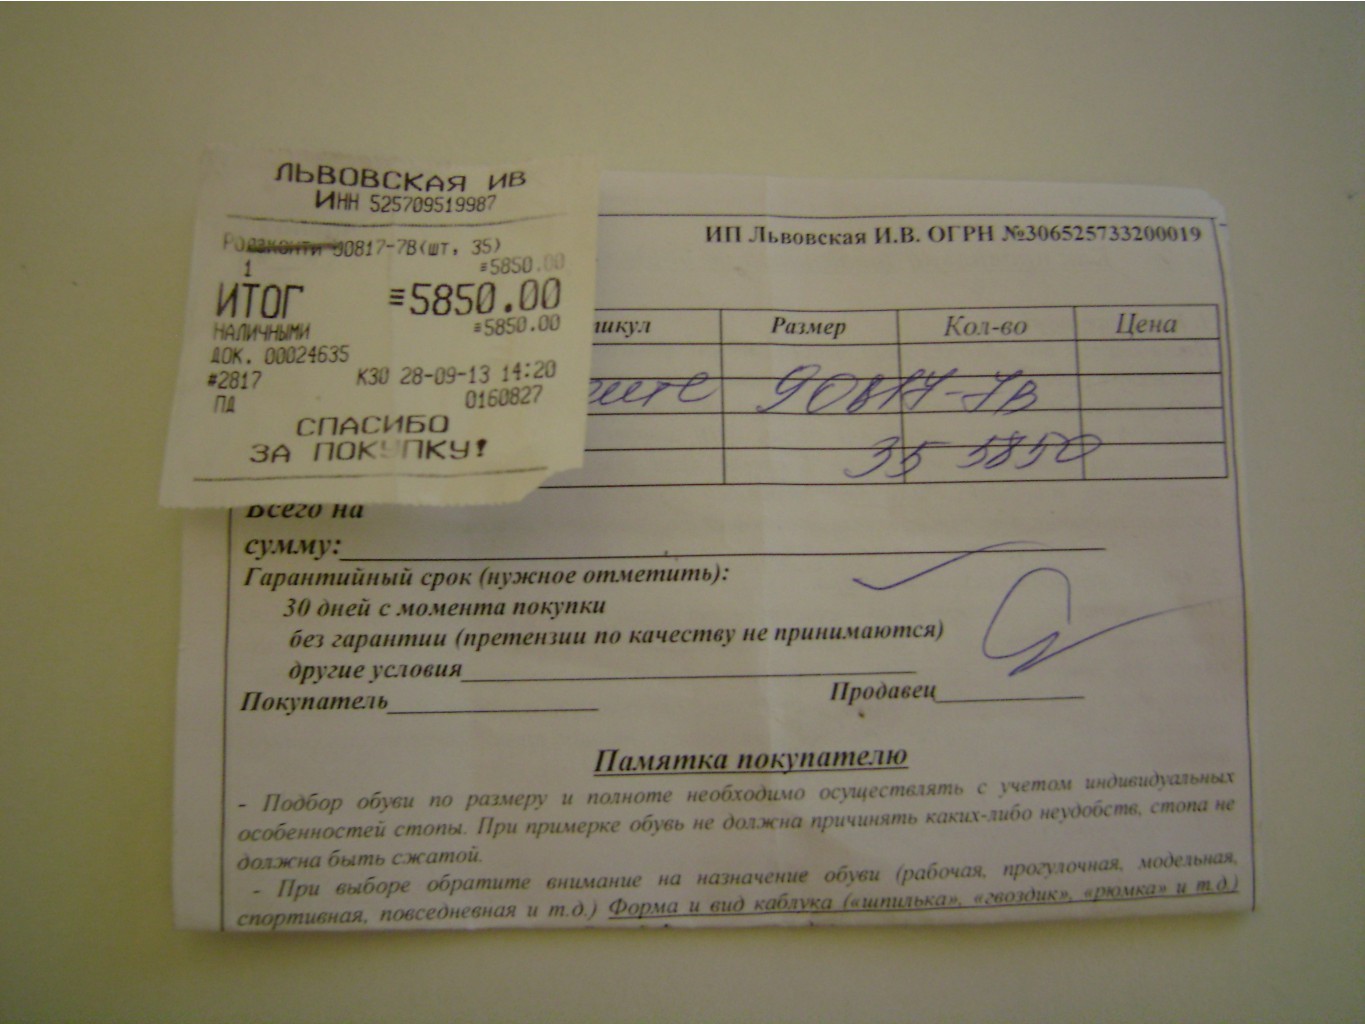 ЛЬВОВСКАЯ ИВ
ИНН 525709519987
90817-7В(шт, 35)
1 ≡5850.00
ИТОГ ≡5850.00
НАЛИЧНЫМИ ≡5850.00
ДОК. 00024635
#2817 К30 28-09-13 14:20
ПД 0160827
СПАСИБО
ЗА ПОКУПКУ!
ИП Львовская И.В. ОГРН №306525733200019
тикул Размер Кол-во Цена
90817-7В
35 5850
Всего на
сумму:
Гарантийный срок (нужное отметить):
30 дней с момента покупки
без гарантии (претензии по качеству не принимаются)
другие условия
Покупатель Продавец
Памятка покупателю
- Подбор обуви по размеру и полноте необходимо осуществлять с учетом индивидуальных
особенностей стопы. При примерке обувь не должна причинять каких-либо неудобств, стопа не
должна быть сжатой.
- При выборе обратите внимание на назначение обуви (рабочая, прогулочная, модельная,
спортивная, повседневная и т.д.) Форма и вид каблука («шпилька», «гвоздик», «рюмка» и т.д.)